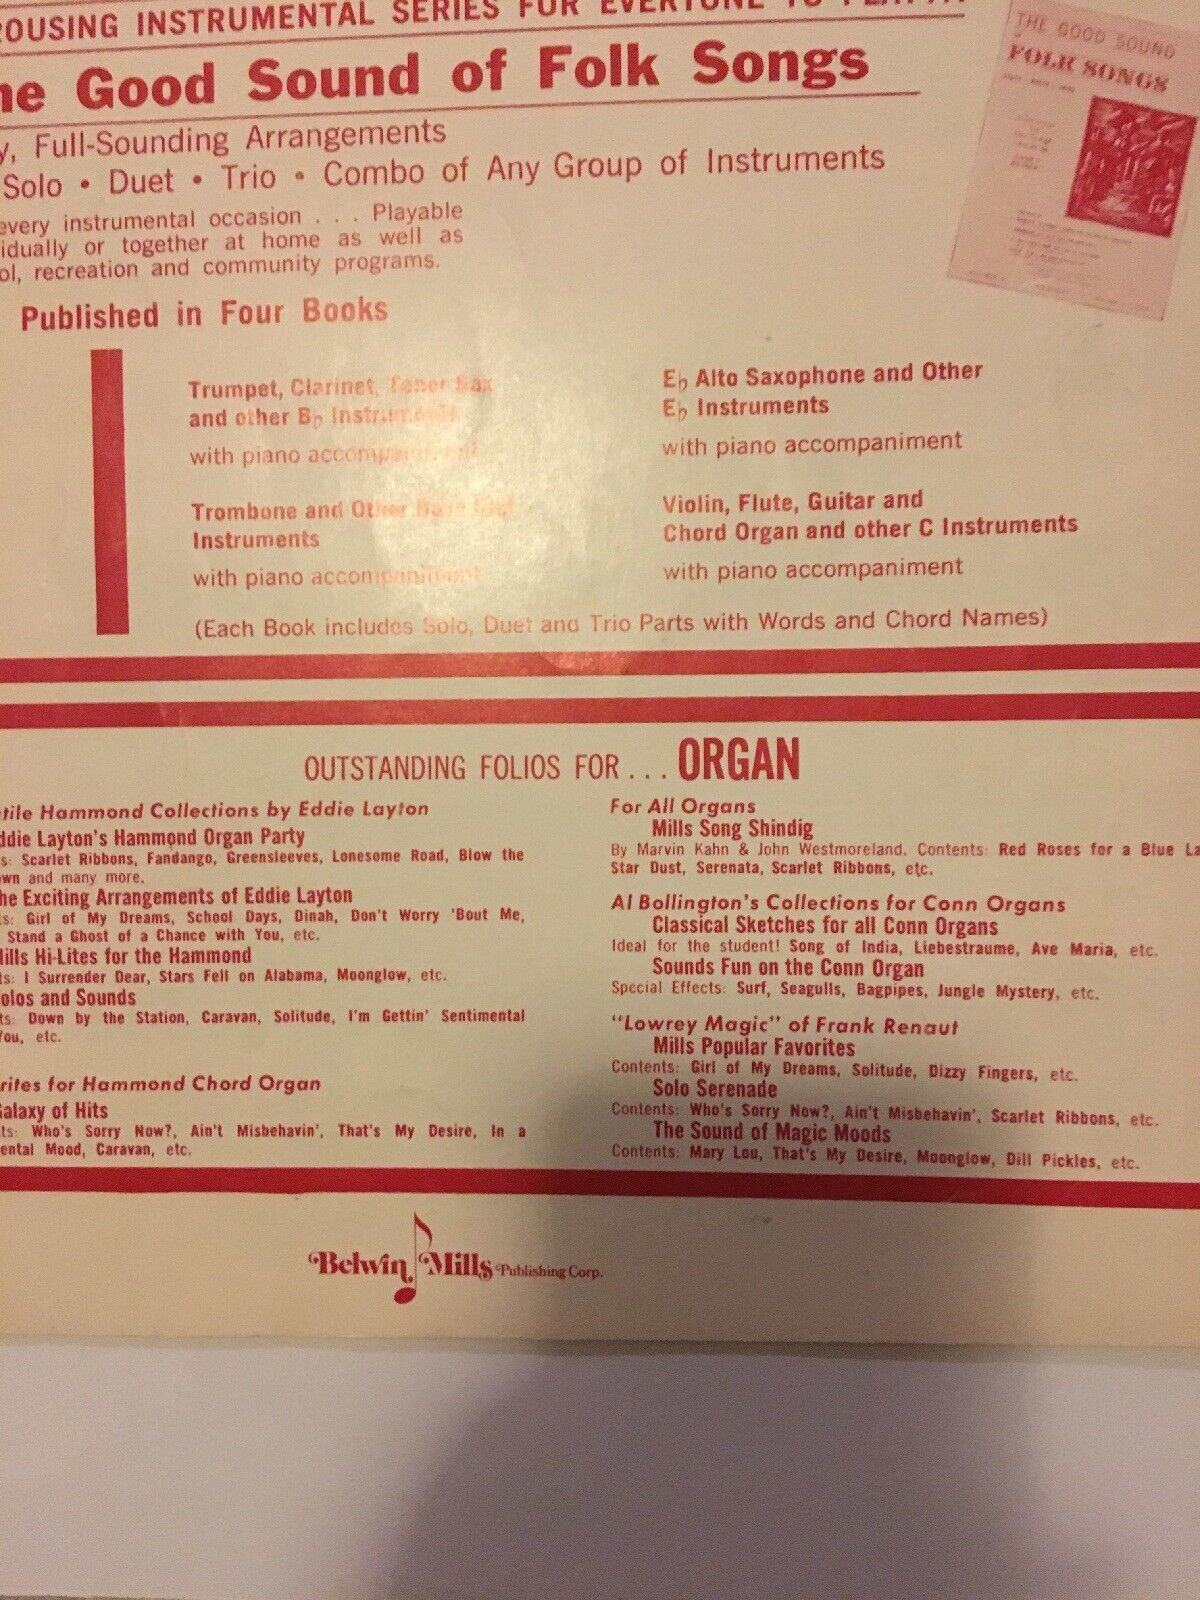 ROUSING INSTRUMENTAL SERIES FOR EVERYONE TO PLAY
he Good Sound of Folk Songs
y, Full-Sounding Arrangements
Solo • Duet • Trio • Combo of Any Group of Instruments
every instrumental occasion . . . Playable
idually or together at home as well as
ol, recreation and community programs.
Published in Four Books
THE GOOD SOUND
FOLK SONGS
Trumpet, Clarinet, Tenor Sax
and other B♭ Instruments
with piano accompaniment
Trombone and Other Bass Clef
Instruments
with piano accompaniment
E♭ Alto Saxophone and Other
E♭ Instruments
with piano accompaniment
Violin, Flute, Guitar and
Chord Organ and other C Instruments
with piano accompaniment
(Each Book includes Solo, Duet and Trio Parts with Words and Chord Names)
OUTSTANDING FOLIOS FOR . . . ORGAN
tile Hammond Collections by Eddie Layton
ddie Layton's Hammond Organ Party
s: Scarlet Ribbons, Fandango, Greensleeves, Lonesome Road, Blow the
wn and many more.
he Exciting Arrangements of Eddie Layton
ts: Girl of My Dreams, School Days, Dinah, Don't Worry 'Bout Me,
Stand a Ghost of a Chance with You, etc.
Mills Hi-Lites for the Hammond
ts: I Surrender Dear, Stars Fell on Alabama, Moonglow, etc.
olos and Sounds
ts: Down by the Station, Caravan, Solitude, I'm Gettin' Sentimental
You, etc.
rites for Hammond Chord Organ
Galaxy of Hits
ts: Who's Sorry Now?, Ain't Misbehavin', That's My Desire, In a
ental Mood, Caravan, etc.
For All Organs
Mills Song Shindig
By Marvin Kahn & John Westmoreland. Contents: Red Roses for a Blue La
Star Dust, Serenata, Scarlet Ribbons, etc.
Al Bollington's Collections for Conn Organs
Classical Sketches for all Conn Organs
Ideal for the student! Song of India, Liebestraume, Ave Maria, etc.
Sounds Fun on the Conn Organ
Special Effects: Surf, Seagulls, Bagpipes, Jungle Mystery, etc.
"Lowrey Magic" of Frank Renaut
Mills Popular Favorites
Contents: Girl of My Dreams, Solitude, Dizzy Fingers, etc.
Solo Serenade
Contents: Who's Sorry Now?, Ain't Misbehavin', Scarlet Ribbons, etc.
The Sound of Magic Moods
Contents: Mary Lou, That's My Desire, Moonglow, Dill Pickles, etc.
Belwin Mills Publishing Corp.